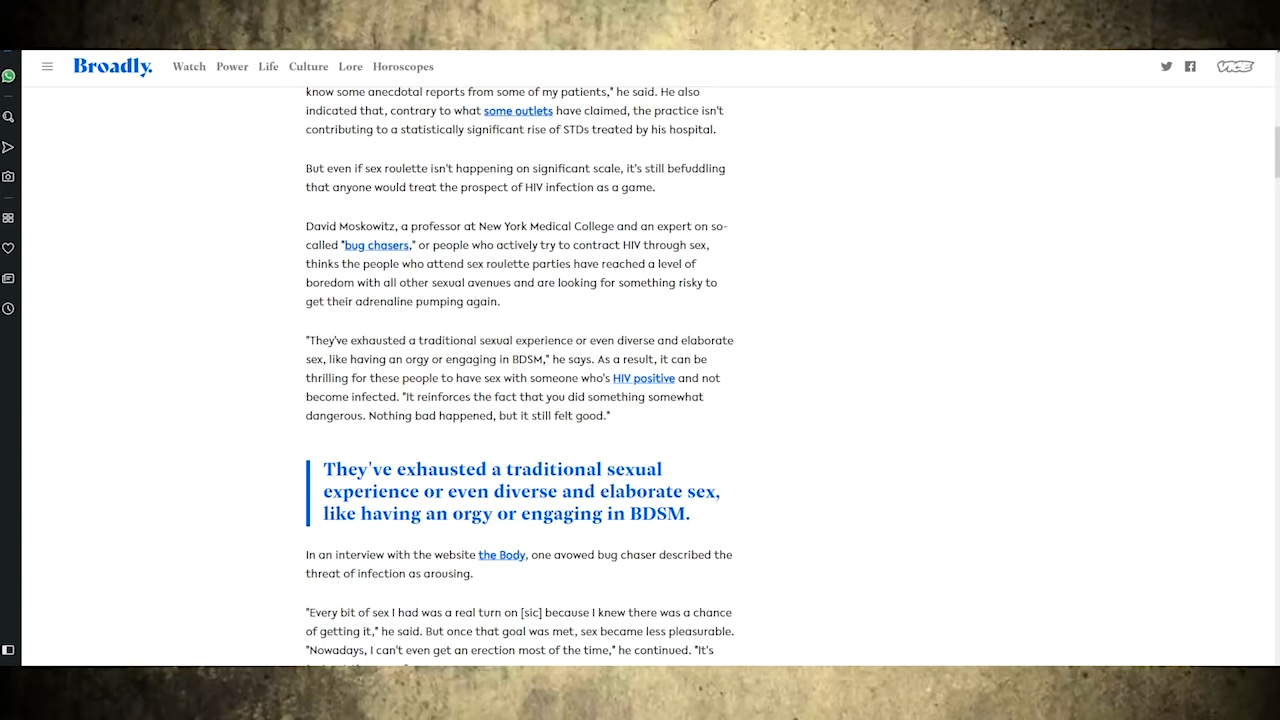 Broadly. Watch Power Life Culture Lore Horoscopes VICE
know some anecdotal reports from some of my patients," he said. He also
indicated that, contrary to what some outlets have claimed, the practice isn't
contributing to a statistically significant rise of STDs treated by his hospital.
But even if sex roulette isn't happening on significant scale, it's still befuddling
that anyone would treat the prospect of HIV infection as a game.
David Moskowitz, a professor at New York Medical College and an expert on so-
called "bug chasers," or people who actively try to contract HIV through sex,
thinks the people who attend sex roulette parties have reached a level of
boredom with all other sexual avenues and are looking for something risky to
get their adrenaline pumping again.
"They've exhausted a traditional sexual experience or even diverse and elaborate
sex, like having an orgy or engaging in BDSM," he says. As a result, it can be
thrilling for these people to have sex with someone who's HIV positive and not
become infected. "It reinforces the fact that you did something somewhat
dangerous. Nothing bad happened, but it still felt good."
They've exhausted a traditional sexual
experience or even diverse and elaborate sex,
like having an orgy or engaging in BDSM.
In an interview with the website the Body, one avowed bug chaser described the
threat of infection as arousing.
"Every bit of sex I had was a real turn on [sic] because I knew there was a chance
of getting it," he said. But once that goal was met, sex became less pleasurable.
"Nowadays, I can't even get an erection most of the time," he continued. "It's